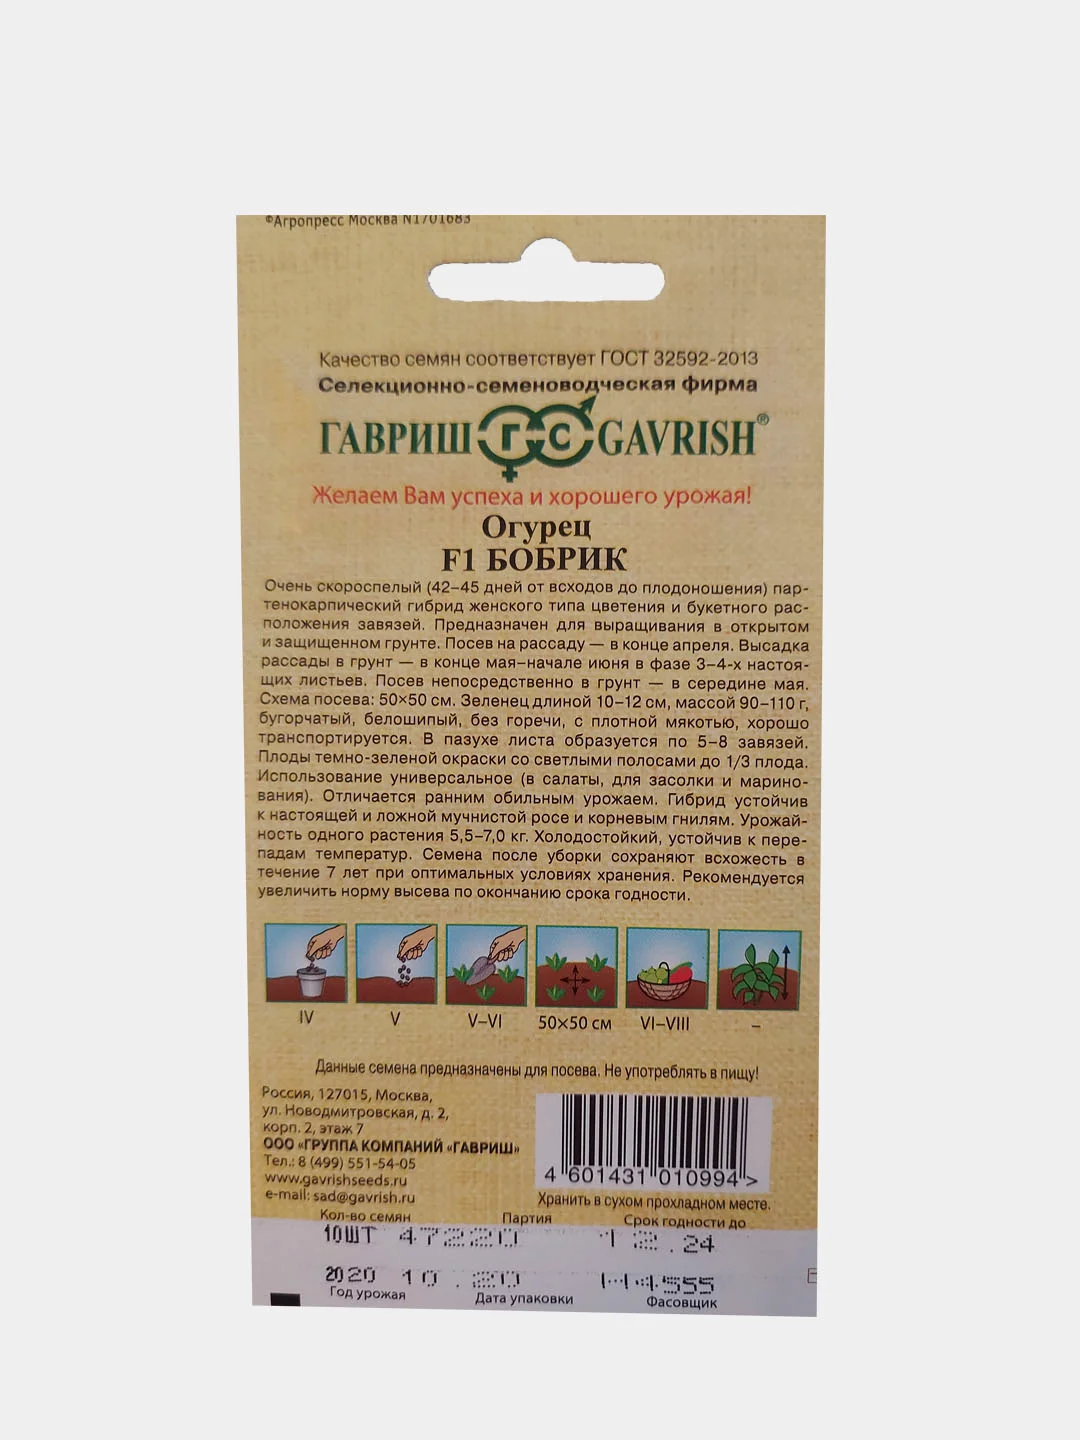 ©Агропресс Москва N1701683
Качество семян соответствует ГОСТ 32592-2013
Селекционно-семеноводческая фирма
ГАВРИШ ГС GAVRISH®
Желаем Вам успеха и хорошего урожая!
Огурец
F1 БОБРИК
Очень скороспелый (42–45 дней от всходов до плодоношения) пар-
тенокарпический гибрид женского типа цветения и букетного рас-
положения завязей. Предназначен для выращивания в открытом
и защищенном грунте. Посев на рассаду — в конце апреля. Высадка
рассады в грунт — в конце мая–начале июня в фазе 3–4-х настоя-
щих листьев. Посев непосредственно в грунт — в середине мая.
Схема посева: 50×50 см. Зеленец длиной 10–12 см, массой 90–110 г,
бугорчатый, белошипый, без горечи, с плотной мякотью, хорошо
транспортируется. В пазухе листа образуется по 5–8 завязей.
Плоды темно-зеленой окраски со светлыми полосами до 1/3 плода.
Использование универсальное (в салаты, для засолки и марино-
вания). Отличается ранним обильным урожаем. Гибрид устойчив
к настоящей и ложной мучнистой росе и корневым гнилям. Урожай-
ность одного растения 5,5–7,0 кг. Холодостойкий, устойчив к пере-
падам температур. Семена после уборки сохраняют всхожесть в
течение 7 лет при оптимальных условиях хранения. Рекомендуется
увеличить норму высева по окончанию срока годности.
IV V V–VI 50×50 см VI–VIII –
Данные семена предназначены для посева. Не употреблять в пищу!
Россия, 127015, Москва,
ул. Новодмитровская, д. 2,
корп. 2, этаж 7
ООО «ГРУППА КОМПАНИЙ «ГАВРИШ»
Тел.: 8 (499) 551-54-05
www.gavrishseeds.ru
e-mail: sad@gavrish.ru
4 601431 010994 >
Хранить в сухом прохладном месте.
Кол-во семян Партия Срок годности до
10ШТ 47220 12.24
2020 10.20 Н4555
Год урожая Дата упаковки Фасовщик